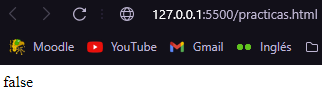 127.0.0.1:5500/practicas.html
Moodle YouTube Gmail Inglés
false